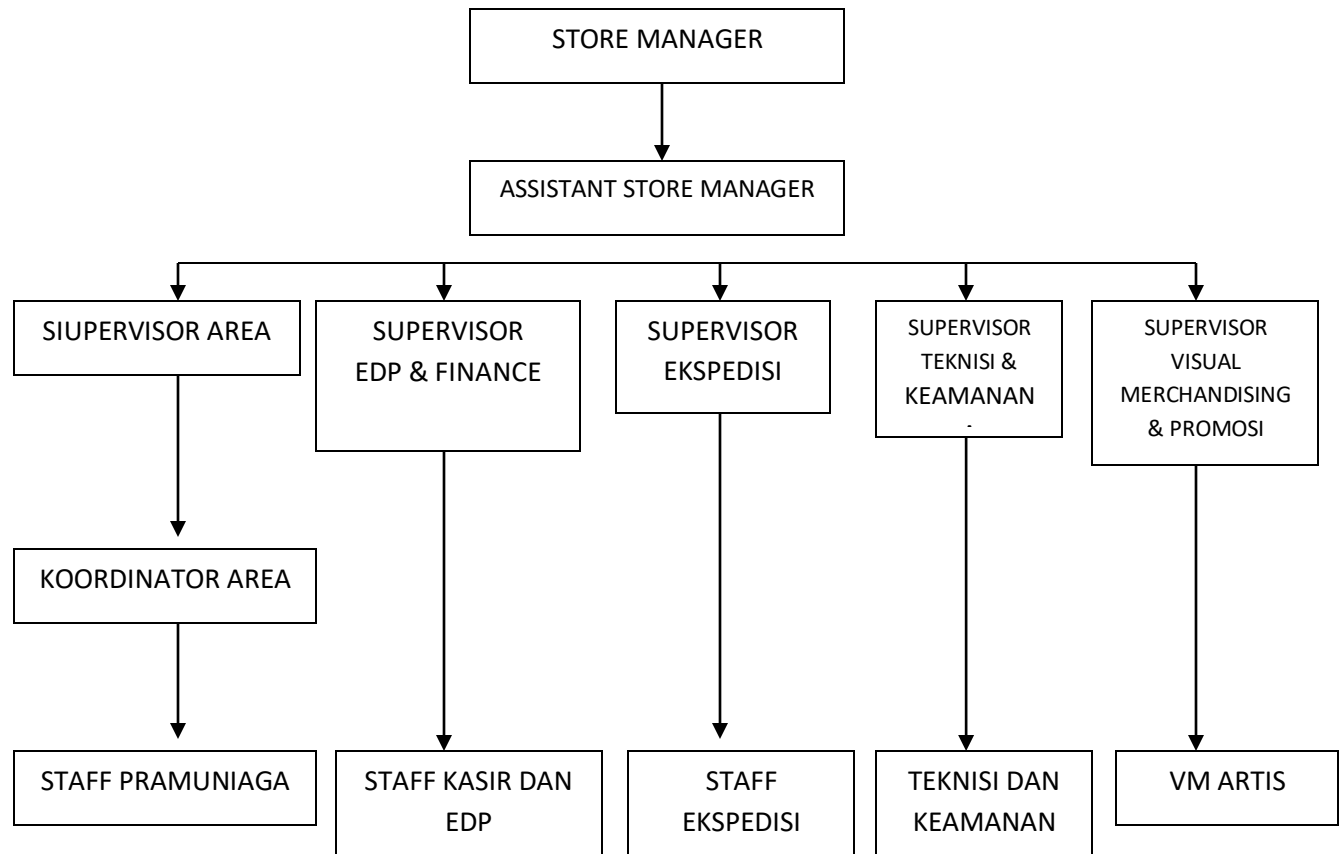 STORE MANAGER
ASSISTANT STORE MANAGER
SIUPERVISOR AREA
SUPERVISOR
EDP & FINANCE
SUPERVISOR
EKSPEDISI
SUPERVISOR
TEKNISI &
KEAMANAN
-
SUPERVISOR
VISUAL
MERCHANDISING
& PROMOSI
KOORDINATOR AREA
STAFF PRAMUNIAGA
STAFF KASIR DAN
EDP
STAFF
EKSPEDISI
TEKNISI DAN
KEAMANAN
VM ARTIS